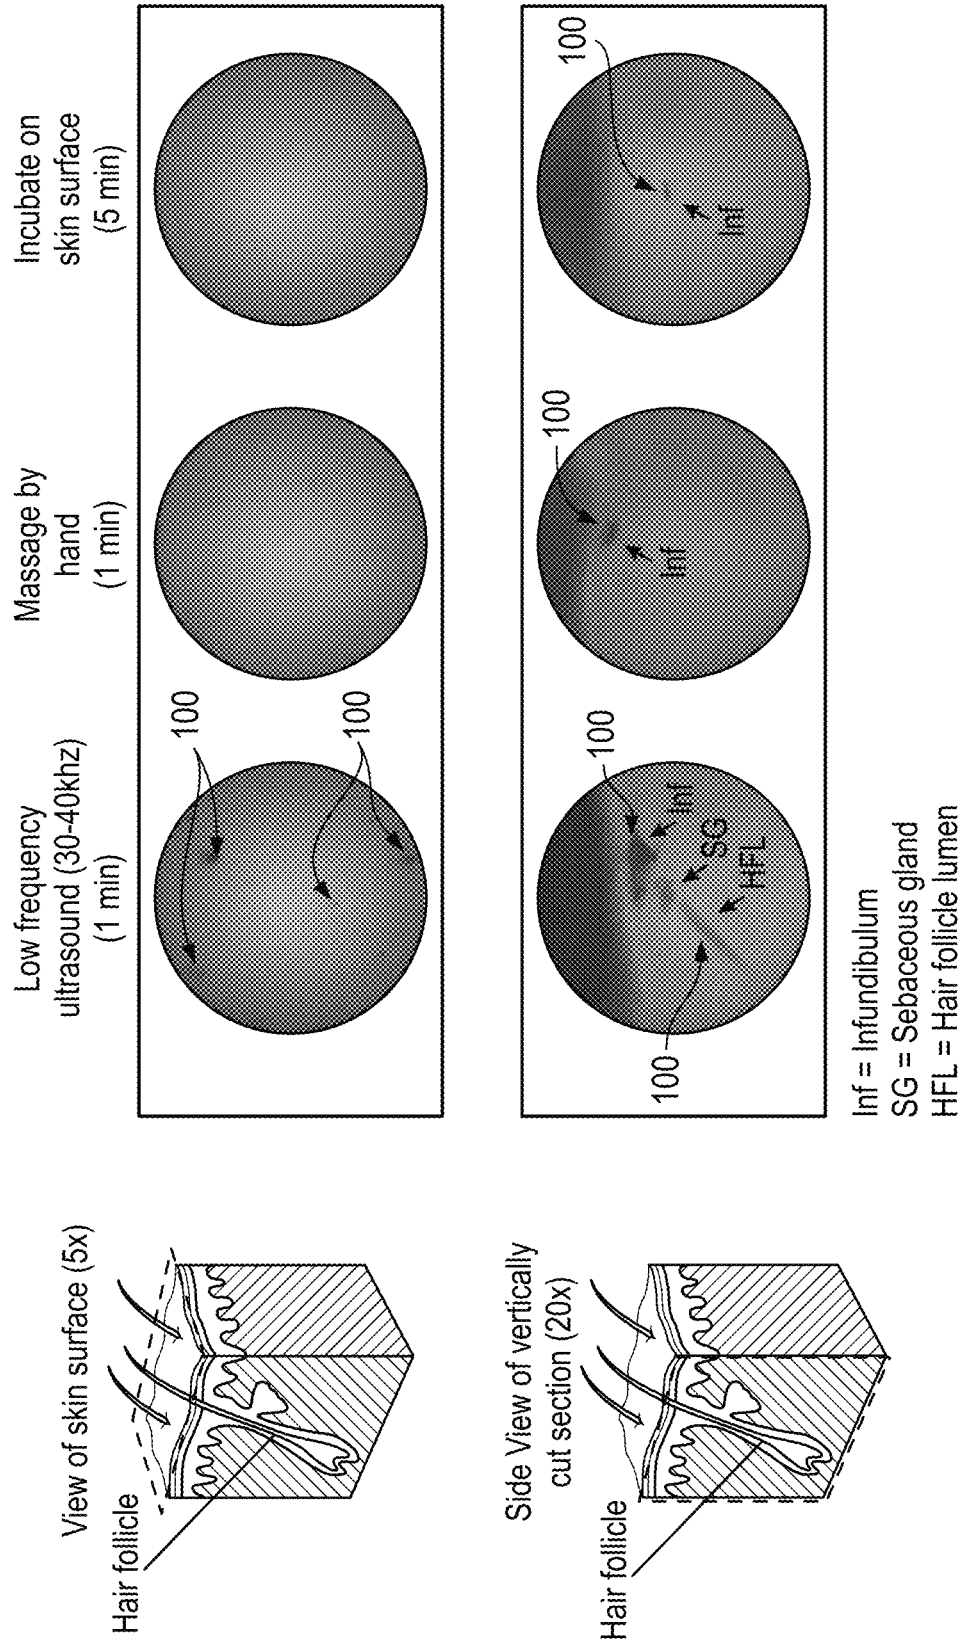 View of skin surface (5x)
Hair follicle
Low frequency
ultrasound (30-40khz)
(1 min)
Massage by
hand
(1 min)
Incubate on
skin surface
(5 min)
100
100
Side View of vertically
cut section (20x)
Hair follicle
100
100
Inf
SG
HFL
100
Inf
100
Inf
Inf = Infundibulum
SG = Sebaceous gland
HFL = Hair follicle lumen